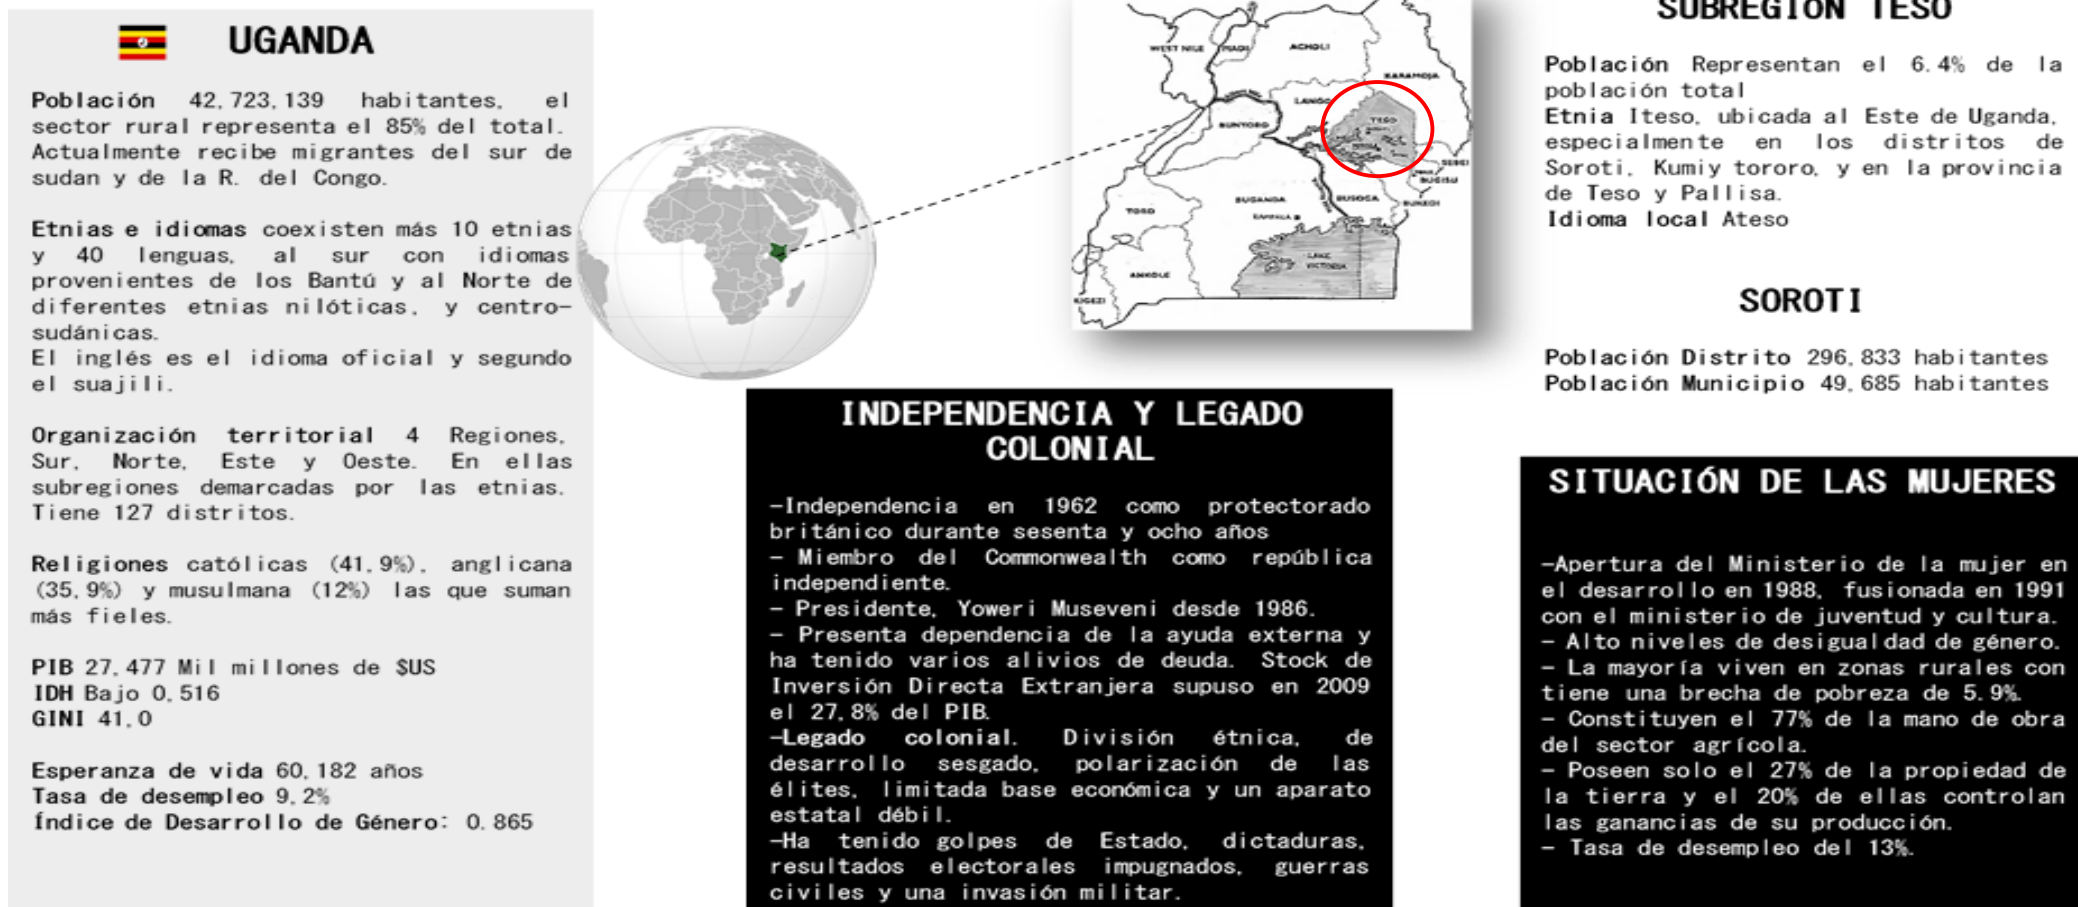 UGANDA
Población 42,723,139 habitantes, el
sector rural representa el 85% del total.
Actualmente recibe migrantes del sur de
sudan y de la R. del Congo.
Etnias e idiomas coexisten más 10 etnias
y 40 lenguas, al sur con idiomas
provenientes de los Bantú y al Norte de
diferentes etnias nilóticas, y centro-
sudánicas.
El inglés es el idioma oficial y segundo
el suajili.
Organización territorial 4 Regiones,
Sur, Norte, Este y Oeste. En ellas
subregiones demarcadas por las etnias.
Tiene 127 distritos.
Religiones católicas (41,9%), anglicana
(35,9%) y musulmana (12%) las que suman
más fieles.
PIB 27,477 Mil millones de $US
IDH Bajo 0,516
GINI 41,0
Esperanza de vida 60,182 años
Tasa de desempleo 9,2%
Índice de Desarrollo de Género: 0.865
WEST NILE
MADI
ACHOLI
KARAMOJA
LANGO
TESO
BUNYORO
SEBEI
BUGISU
TORO
BUGANDA
BUSOGA
BUKEDI
KAMPALA
LAKE
VICTORIA
ANKOLE
KIGEZI
INDEPENDENCIA Y LEGADO
COLONIAL
-Independencia en 1962 como protectorado
británico durante sesenta y ocho años
- Miembro del Commonwealth como república
independiente.
- Presidente, Yoweri Museveni desde 1986.
- Presenta dependencia de la ayuda externa y
ha tenido varios alivios de deuda. Stock de
Inversión Directa Extranjera supuso en 2009
el 27,8% del PIB.
-Legado colonial. División étnica, de
desarrollo sesgado, polarización de las
élites, limitada base económica y un aparato
estatal débil.
-Ha tenido golpes de Estado, dictaduras,
resultados electorales impugnados, guerras
civiles y una invasión militar.
SUBREGIÓN TESO
Población Representan el 6.4% de la
población total
Etnia Iteso, ubicada al Este de Uganda,
especialmente en los distritos de
Soroti, Kumiy tororo, y en la provincia
de Teso y Pallisa.
Idioma local Ateso
SOROTI
Población Distrito 296,833 habitantes
Población Municipio 49,685 habitantes
SITUACIÓN DE LAS MUJERES
-Apertura del Ministerio de la mujer en
el desarrollo en 1988, fusionada en 1991
con el ministerio de juventud y cultura.
- Alto niveles de desigualdad de género.
- La mayoría viven en zonas rurales con
tiene una brecha de pobreza de 5.9%.
- Constituyen el 77% de la mano de obra
del sector agrícola.
- Poseen solo el 27% de la propiedad de
la tierra y el 20% de ellas controlan
las ganancias de su producción.
- Tasa de desempleo del 13%.